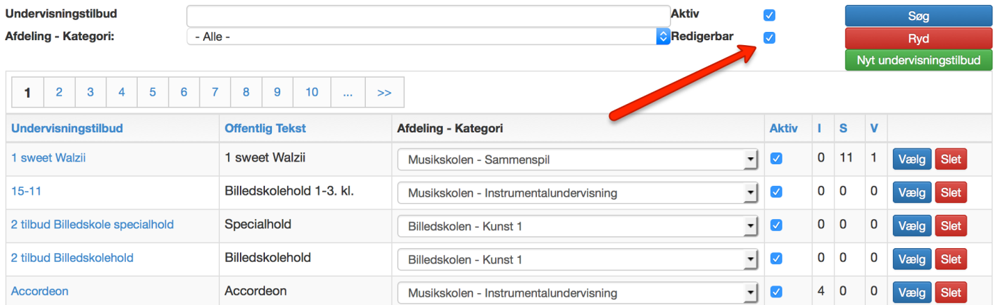 Undervisningstilbud Aktiv Søg
Afdeling - Kategori: - Alle - Redigerbar Ryd
Nyt undervisningstilbud
1 2 3 4 5 6 7 8 9 10 ... >>
Undervisningstilbud Offentlig Tekst Afdeling - Kategori Aktiv I S V
1 sweet Walzii 1 sweet Walzii Musikskolen - Sammenspil 0 11 1 Vælg Slet
15-11 Billedskolehold 1-3. kl. Musikskolen - Instrumentalundervisning 0 0 0 Vælg Slet
2 tilbud Billedskole specialhold Specialhold Billedskolen - Kunst 1 0 0 0 Vælg Slet
2 tilbud Billedskolehold Billedskolehold Billedskolen - Kunst 1 0 0 0 Vælg Slet
Accordeon Accordeon Musikskolen - Instrumentalundervisning 4 0 0 Vælg Slet